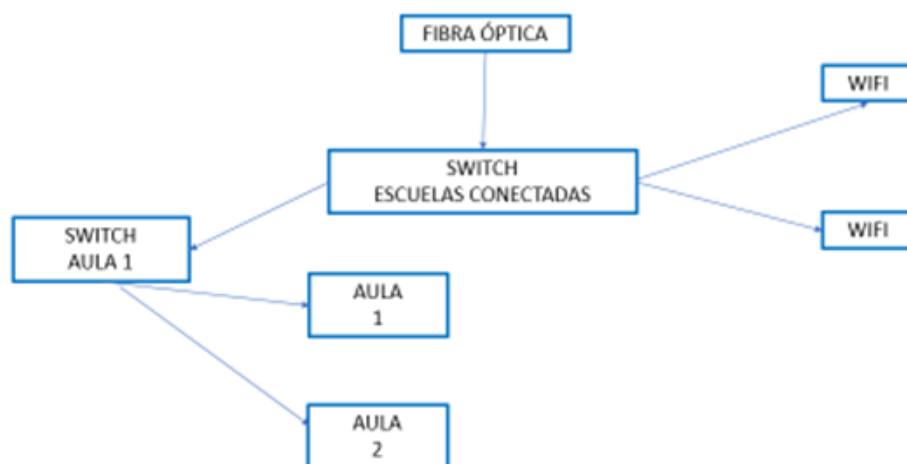 FIBRA ÓPTICA
WIFI
SWITCH
ESCUELAS CONECTADAS
WIFI
SWITCH
AULA 1
AULA
1
AULA
2